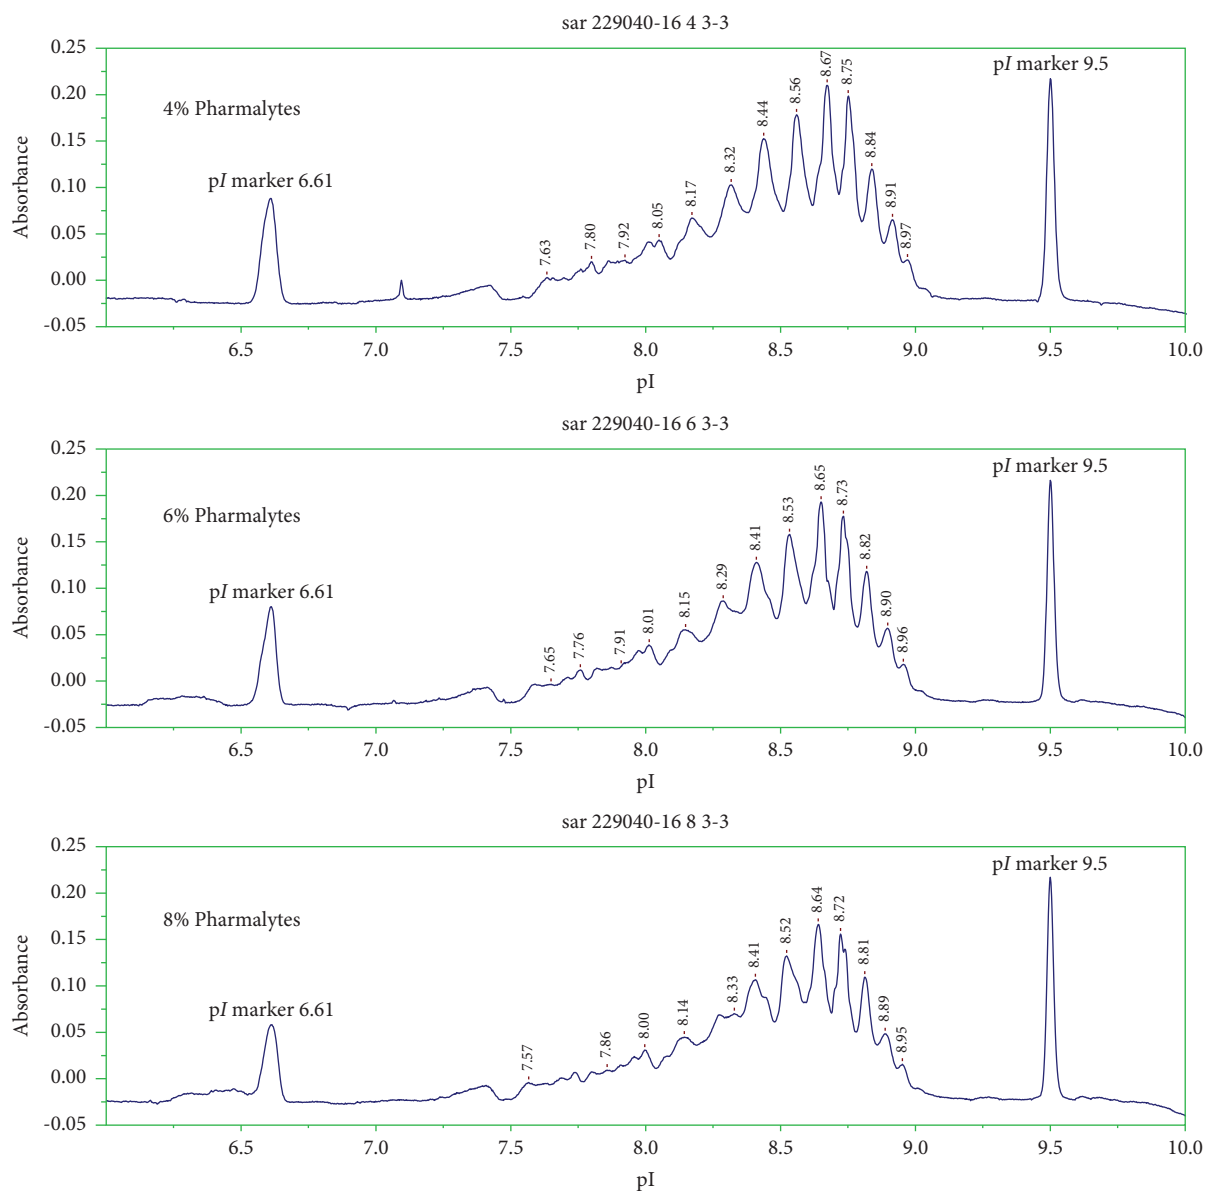 sar 229040-16 4 3-3
0.25
0.20
0.15
0.10
0.05
0.00
-0.05
Absorbance
4% Pharmalytes
pI marker 6.61
7.63
7.80
7.92
8.05
8.17
8.32
8.44
8.56
8.67
8.75
8.84
8.91
8.97
pI marker 9.5
6.5 7.0 7.5 8.0 8.5 9.0 9.5 10.0
pI
sar 229040-16 6 3-3
0.25
0.20
0.15
0.10
0.05
0.00
-0.05
Absorbance
6% Pharmalytes
pI marker 6.61
7.65
7.76
7.91
8.01
8.15
8.29
8.41
8.53
8.65
8.73
8.82
8.90
8.96
pI marker 9.5
6.5 7.0 7.5 8.0 8.5 9.0 9.5 10.0
pI
sar 229040-16 8 3-3
0.25
0.20
0.15
0.10
0.05
0.00
-0.05
Absorbance
8% Pharmalytes
pI marker 6.61
7.57
7.86
8.00
8.14
8.33
8.41
8.52
8.64
8.72
8.81
8.89
8.95
pI marker 9.5
6.5 7.0 7.5 8.0 8.5 9.0 9.5 10.0
pI